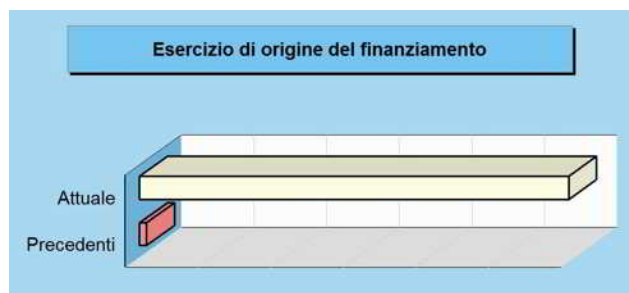 Esercizio di origine del finanziamento
Attuale
Precedenti